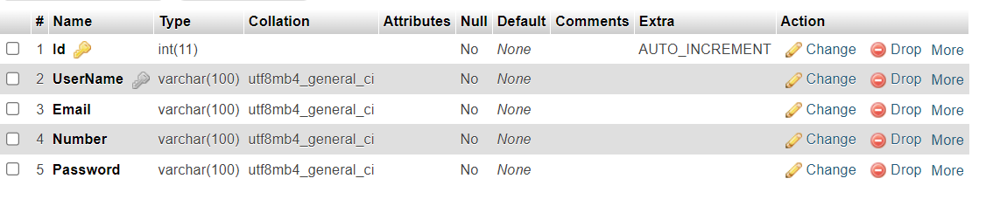 # Name Type Collation Attributes Null Default Comments Extra Action
1 Id int(11) No None AUTO_INCREMENT Change Drop More
2 UserName varchar(100) utf8mb4_general_ci No None Change Drop More
3 Email varchar(100) utf8mb4_general_ci No None Change Drop More
4 Number varchar(100) utf8mb4_general_ci No None Change Drop More
5 Password varchar(100) utf8mb4_general_ci No None Change Drop More